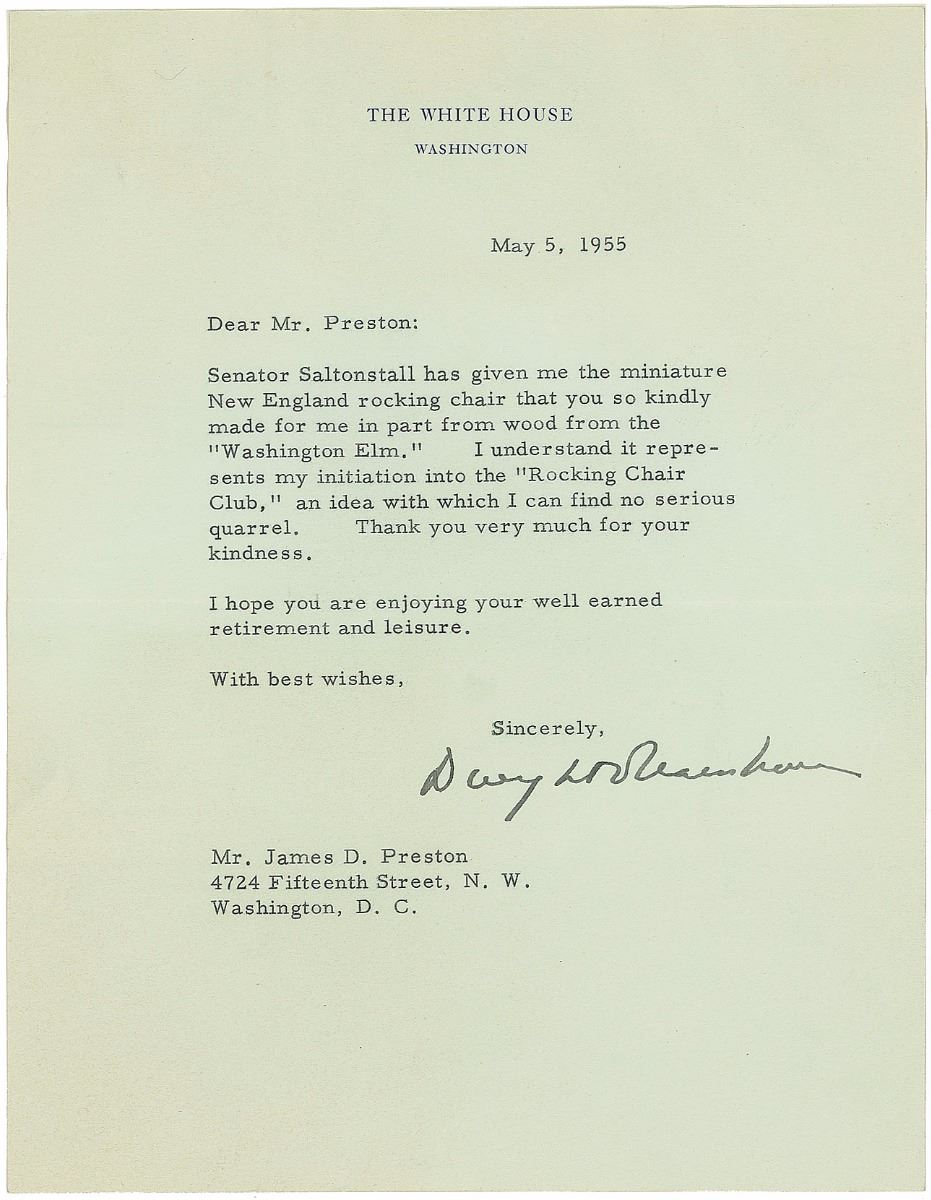 THE WHITE HOUSE
WASHINGTON
May 5, 1955
Dear Mr. Preston:
Senator Saltonstall has given me the miniature
New England rocking chair that you so kindly
made for me in part from wood from the
"Washington Elm." I understand it repre-
sents my initiation into the "Rocking Chair
Club," an idea with which I can find no serious
quarrel. Thank you very much for your
kindness.
I hope you are enjoying your well earned
retirement and leisure.
With best wishes,
Sincerely,
Dwight D Eisenhower
Mr. James D. Preston
4724 Fifteenth Street, N. W.
Washington, D. C.